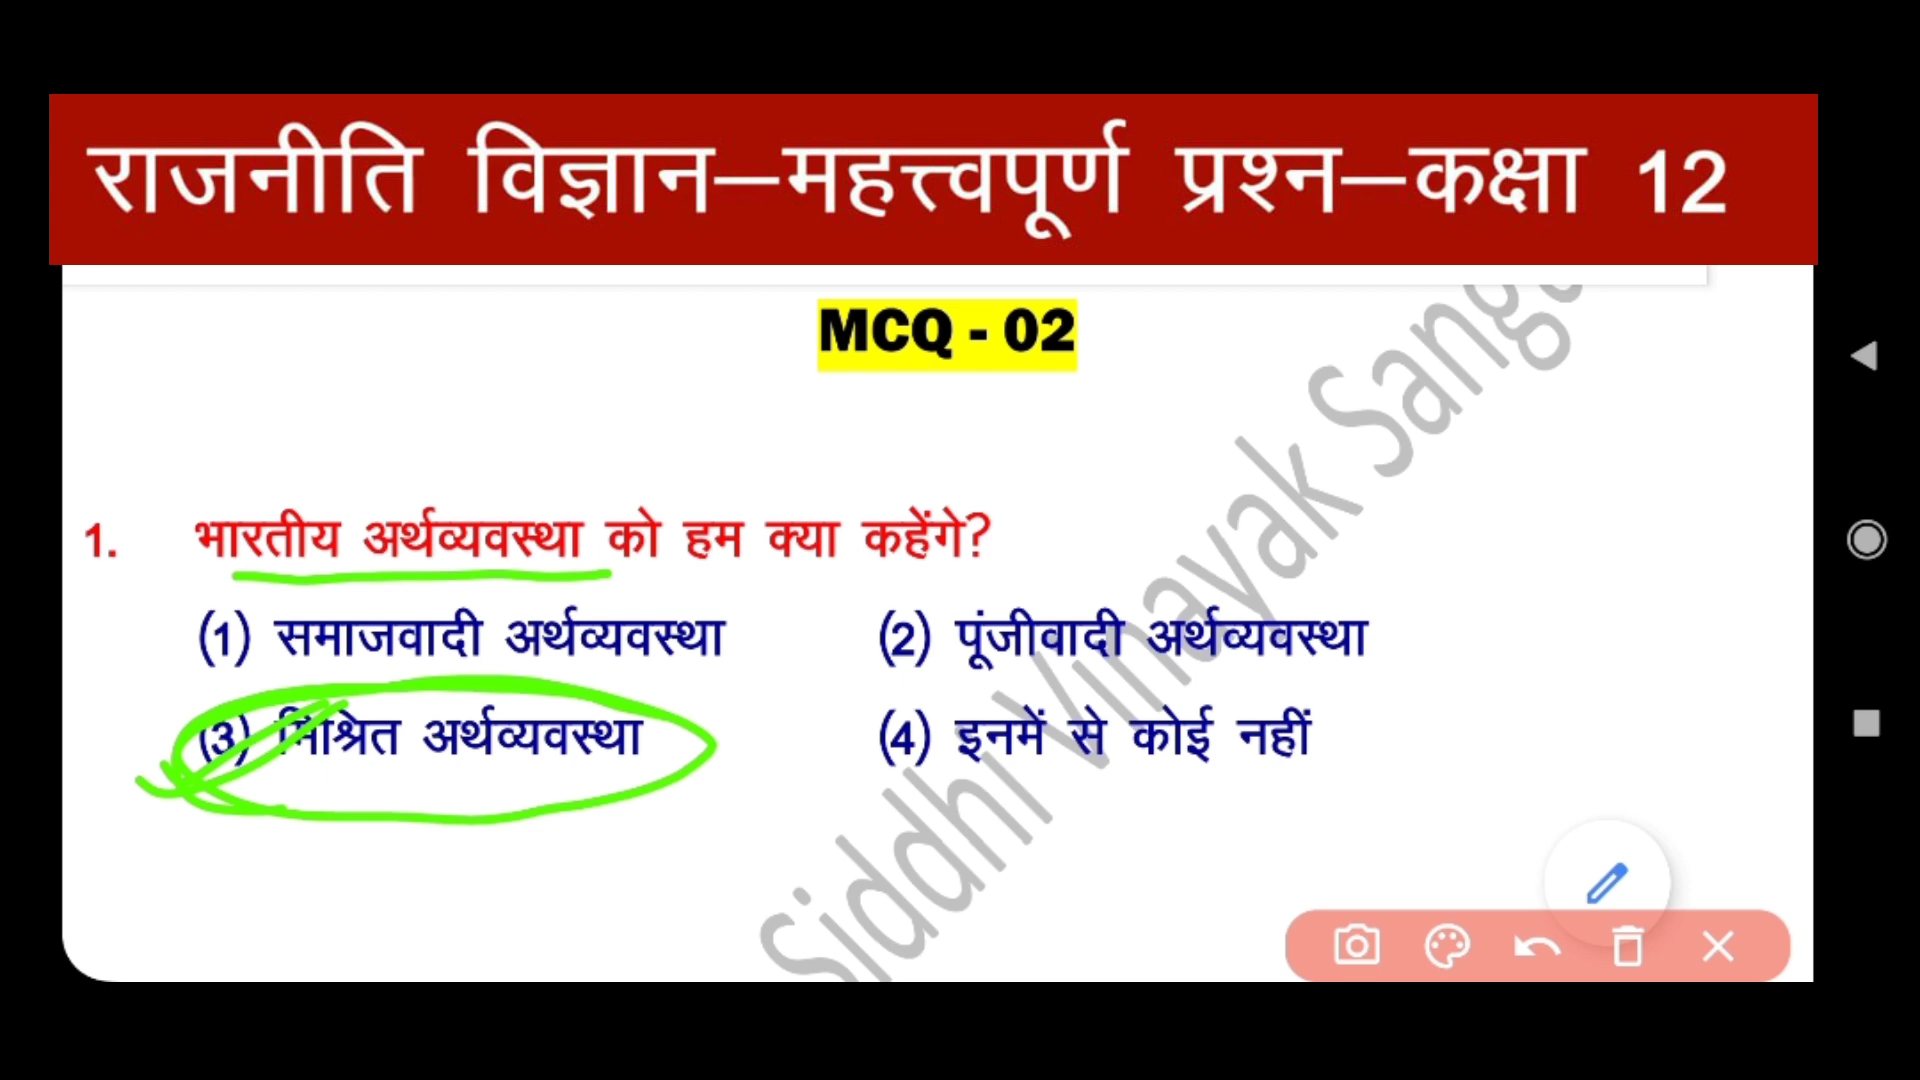 राजनीति विज्ञान–महत्त्वपूर्ण प्रश्न–कक्षा 12
MCQ - 02
1. भारतीय अर्थव्यवस्था को हम क्या कहेंगे?
(1) समाजवादी अर्थव्यवस्था (2) पूंजीवादी अर्थव्यवस्था
(3) मिश्रित अर्थव्यवस्था (4) इनमें से कोई नहीं
Siddhi Vinayak